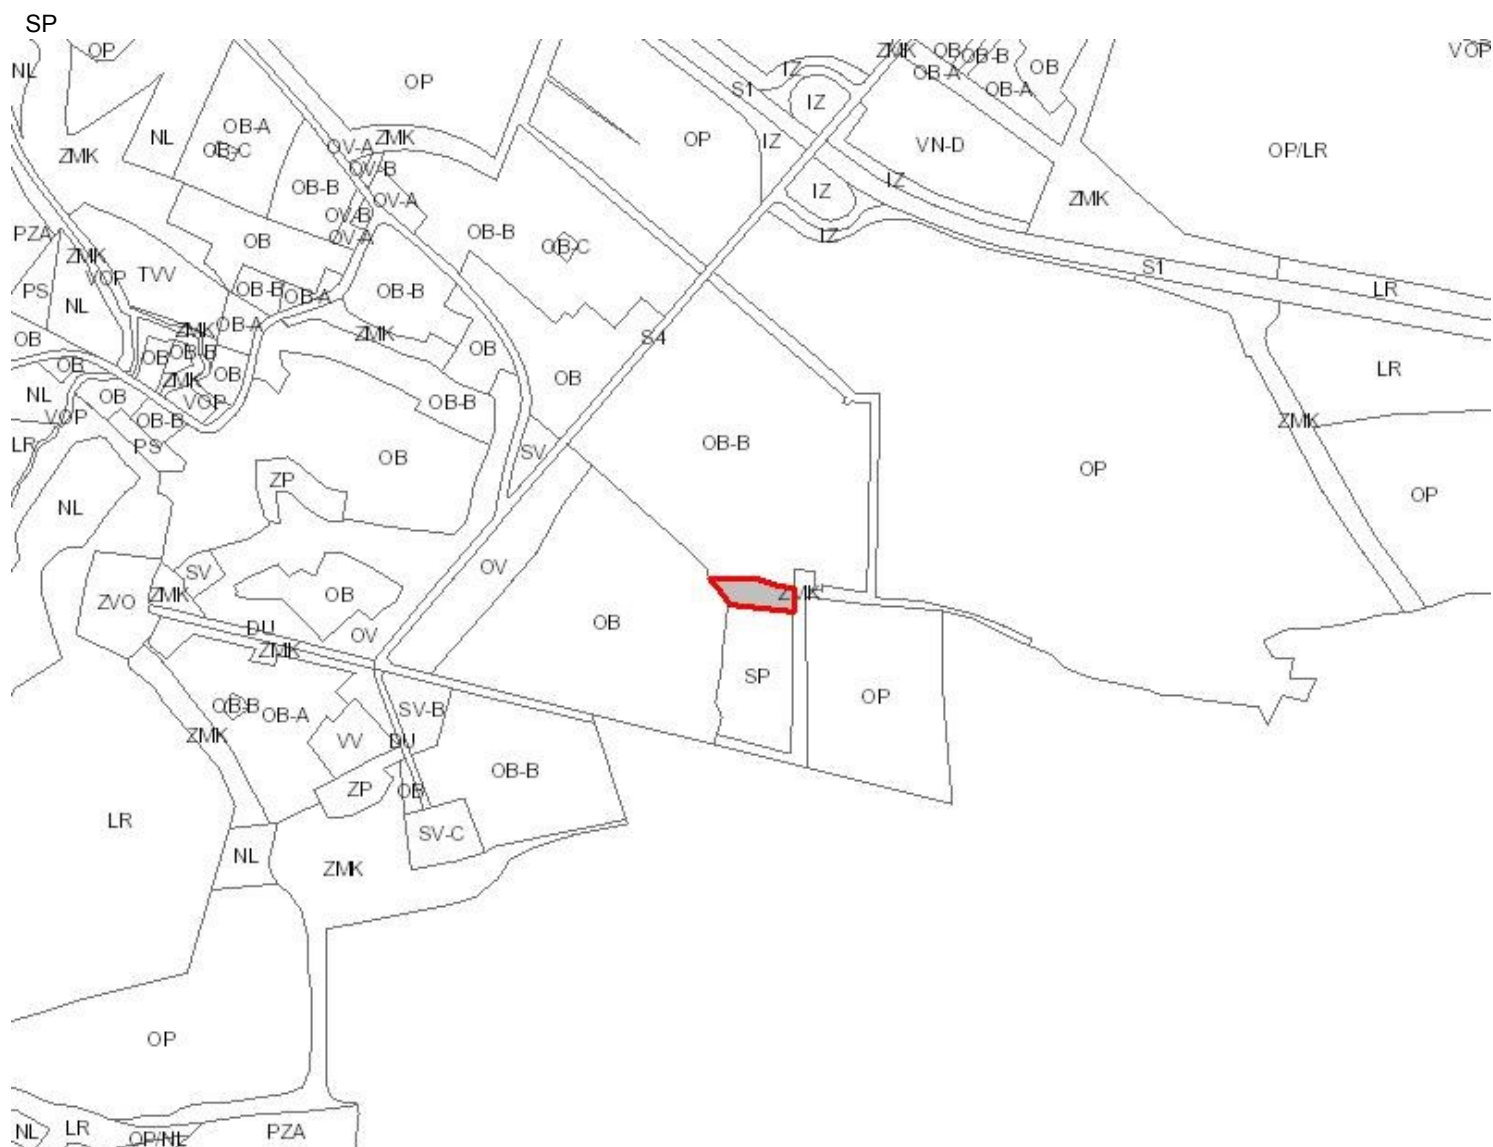 SP
OP
NL
OP
S1
IZ
IZ
ZMK
OB
OB-B
OB-A
OB
OB-A
VOP
ZMK
NL
OB-A
OB-C
OV-A
ZMK
OV-B
OP
IZ
VN-D
OP/LR
OB-B
OV-A
OV-B
OV-A
IZ
IZ
ZMK
PZA
ZMK
OB
OB-B
OB-C
IZ
VOP
TVV
S1
PS
NL
OB-B
OB-A
OB-B
LR
OB
ZMK
OB-A
ZMK
S4
OB
OB
OB-B
OB
OB
OB
LR
NL
OB
ZMK
VOP
OB-B
VOP
OB-B
PS
ZMK
LR
SV
OB-B
OB
ZP
OP
OP
NL
SV
OV
ZVO
ZMK
OB
ZMK
DU
OV
OB
ZMK
SP
OP
OB-B
OB-A
SV-B
ZMK
VV
DU
OB-B
ZP
OB
LR
SV-C
NL
ZMK
OP
NL
LR
OP/NL
PZA